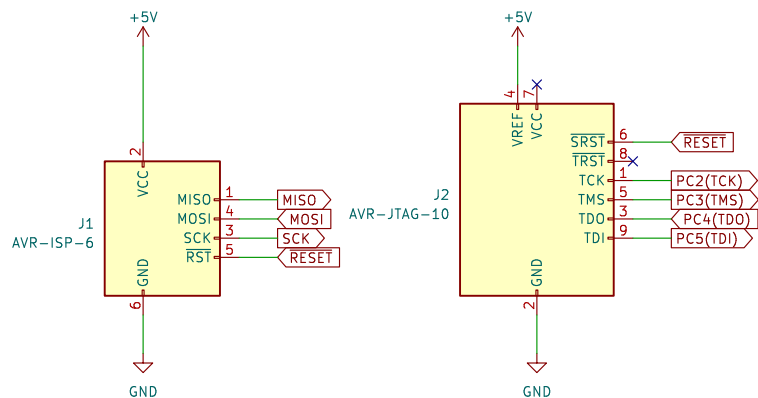 +5V
2
VCC
MISO 1 MISO
MOSI 4 MOSI
SCK 3 SCK
RST 5 RESET
J1
AVR-ISP-6
GND
6
GND
+5V
4 7
VREF VCC
SRST 6 RESET
TRST 8
TCK 1 PC2(TCK)
TMS 5 PC3(TMS)
TDO 3 PC4(TDO)
TDI 9 PC5(TDI)
J2
AVR-JTAG-10
GND
2
GND